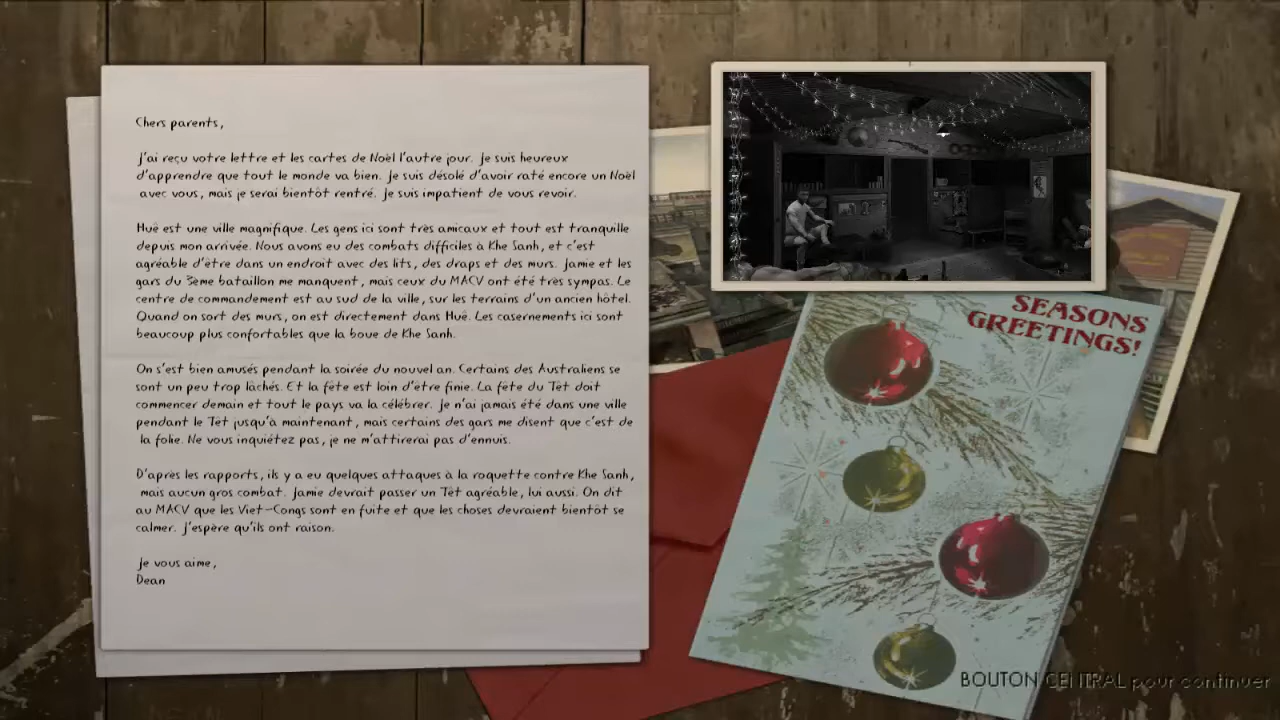 Chers parents,
J'ai reçu votre lettre et les cartes de Noël l'autre jour. Je suis heureux
d'apprendre que tout le monde va bien. Je suis désolé d'avoir raté encore un Noël
avec vous, mais je serai bientôt rentré. Je suis impatient de vous revoir.
Huê est une ville magnifique. Les gens ici sont très amicaux et tout est tranquille
depuis mon arrivée. Nous avons eu des combats difficiles à Khe Sanh, et c'est
agréable d'être dans un endroit avec des lits, des draps et des murs. Jamie et les
gars du 3ème bataillon me manquent, mais ceux du MACV ont été très sympas. Le
centre de commandement est au sud de la ville, sur les terrains d'un ancien hôtel.
Quand on sort des murs, on est directement dans Huê. Les casernements ici sont
beaucoup plus confortables que la boue de Khe Sanh.
On s'est bien amusés pendant la soirée du nouvel an. Certains des Australiens se
sont un peu trop lâchés. Et la fête est loin d'être finie. La fête du Têt doit
commencer demain et tout le pays va la célébrer. Je n'ai jamais été dans une ville
pendant le Têt jusqu'à maintenant, mais certains des gars me disent que c'est de
la folie. Ne vous inquiétez pas, je ne m'attirerai pas d'ennuis.
D'après les rapports, ils y a eu quelques attaques à la roquette contre Khe Sanh,
mais aucun gros combat. Jamie devrait passer un Têt agréable, lui aussi. On dit
au MACV que les Viet-Congs sont en fuite et que les choses devraient bientôt se
calmer. J'espère qu'ils ont raison.
Je vous aime,
Dean
SEASONS
GREETINGS!
BOUTON CENTRAL pour continuer